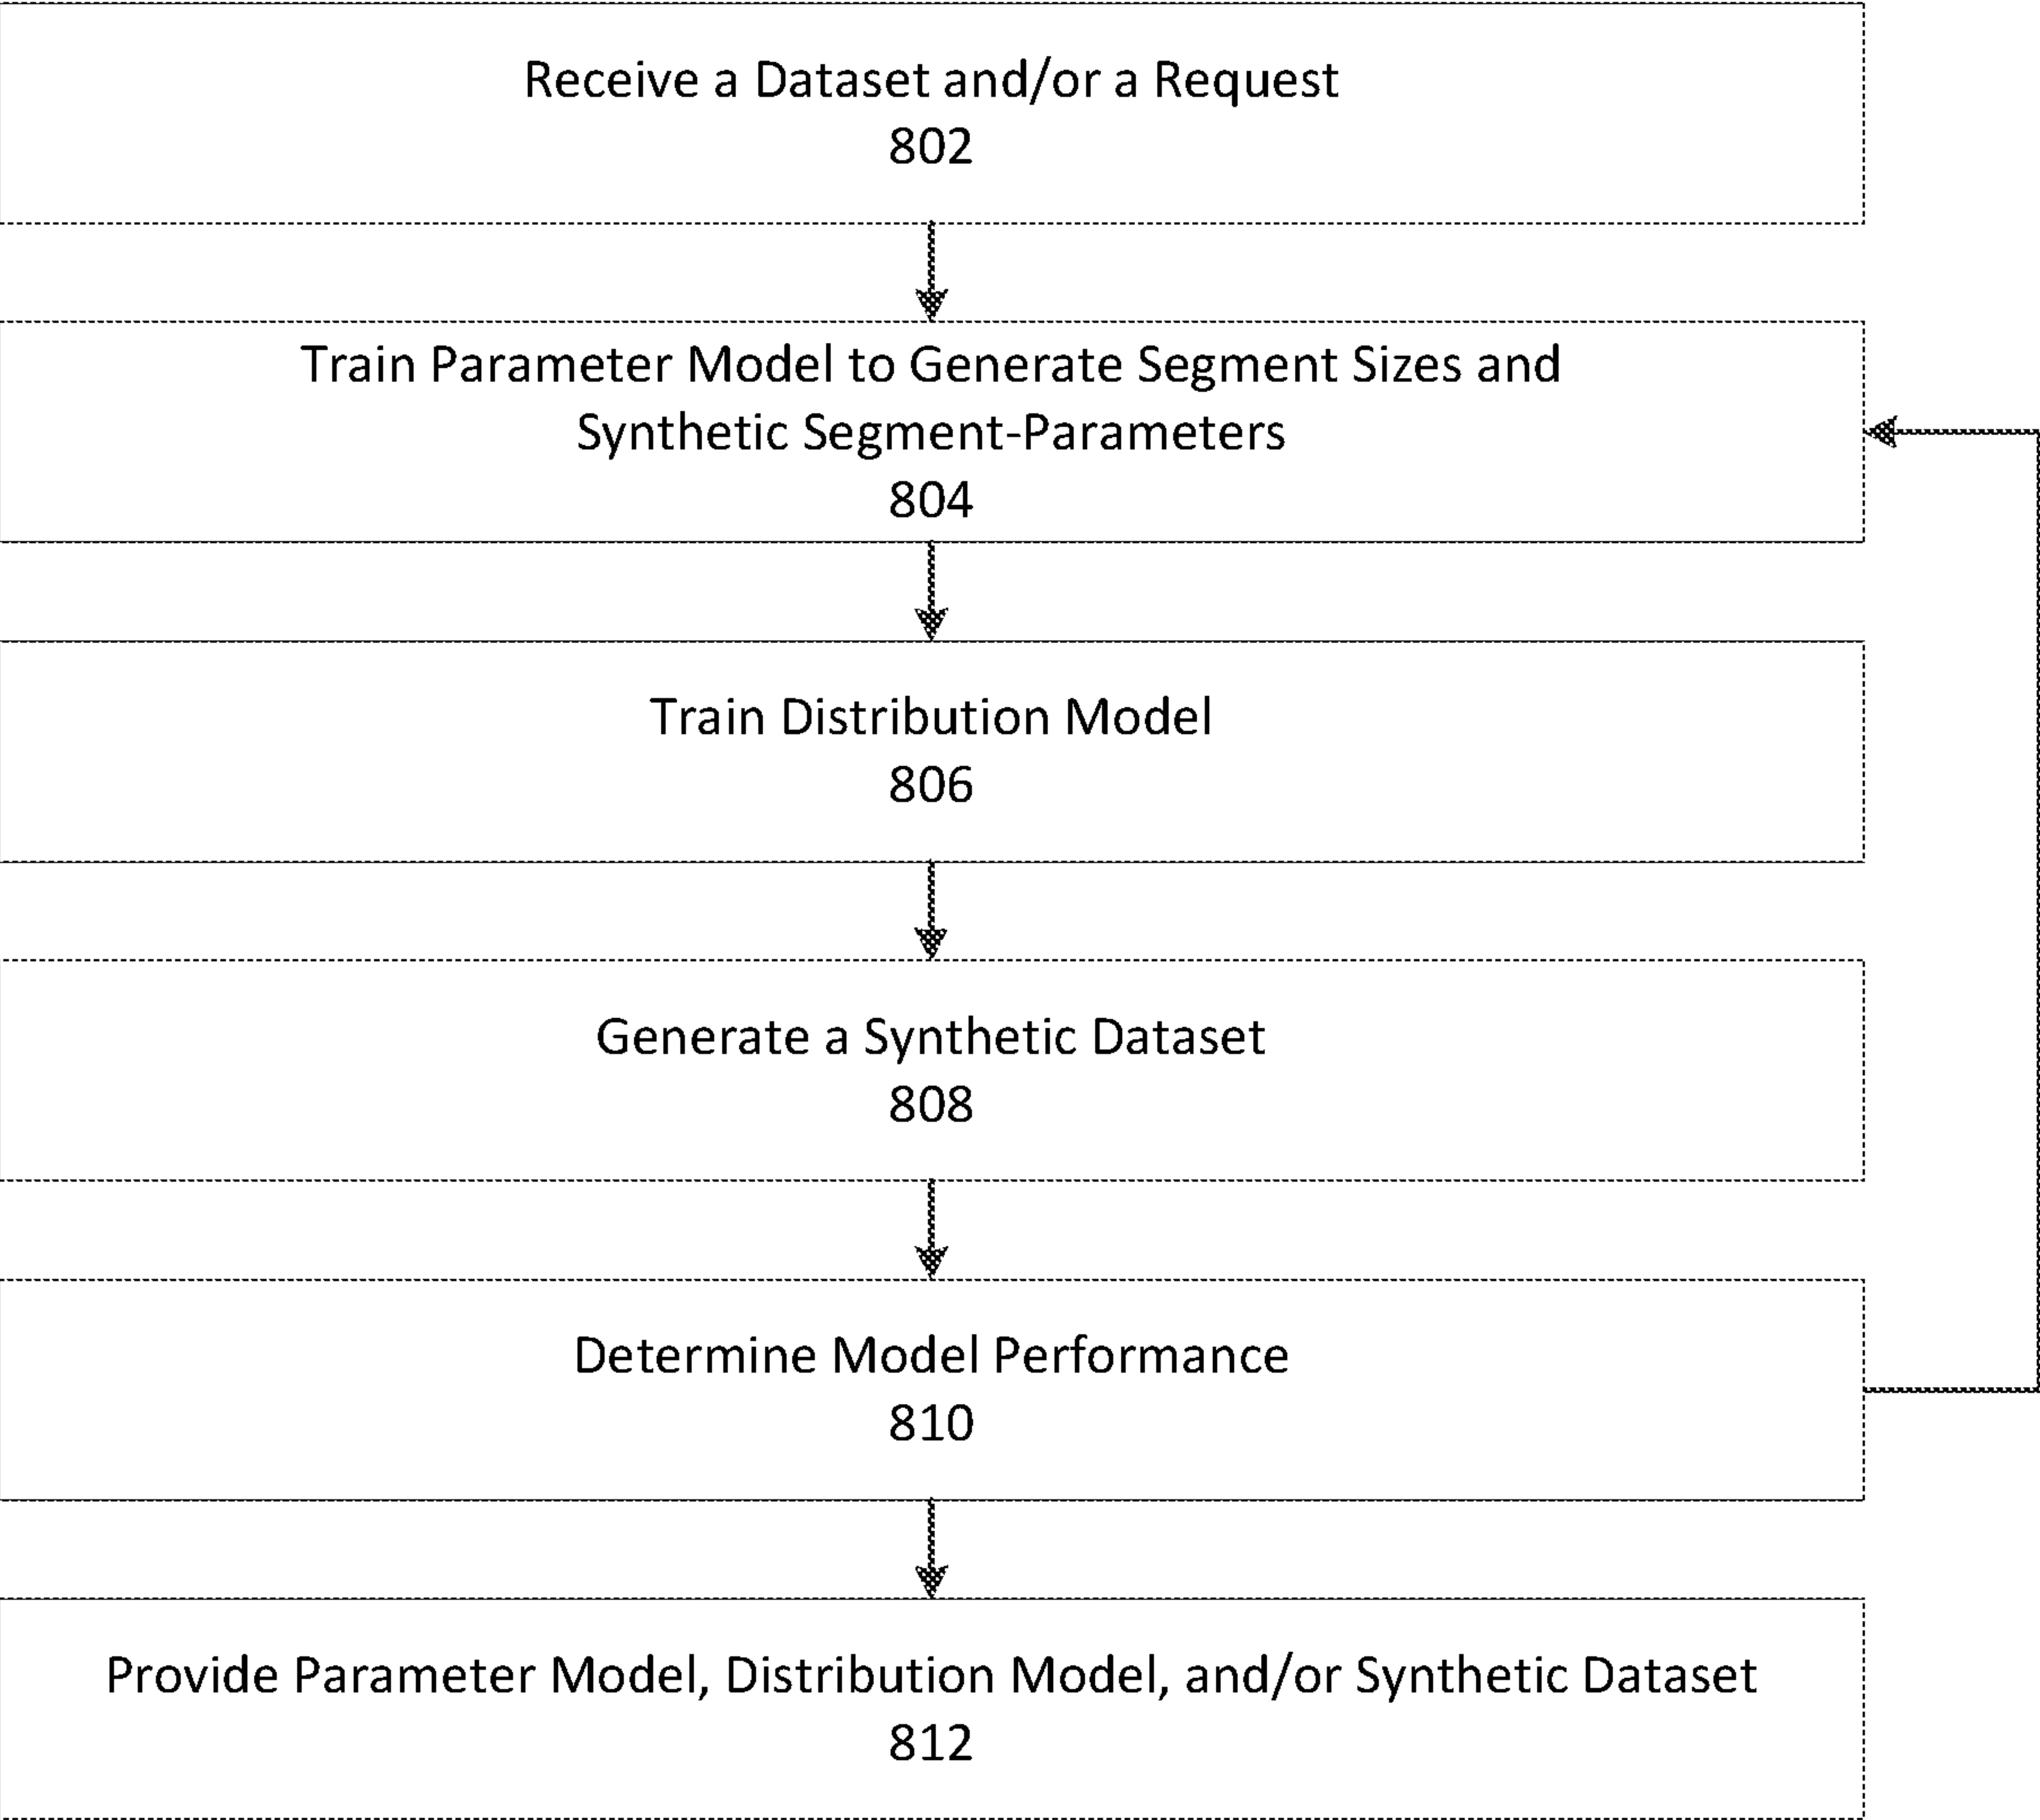 Receive a Dataset and/or a Request
802
Train Parameter Model to Generate Segment Sizes and
Synthetic Segment-Parameters
804
Train Distribution Model
806
Generate a Synthetic Dataset
808
Determine Model Performance
810
Provide Parameter Model, Distribution Model, and/or Synthetic Dataset
812